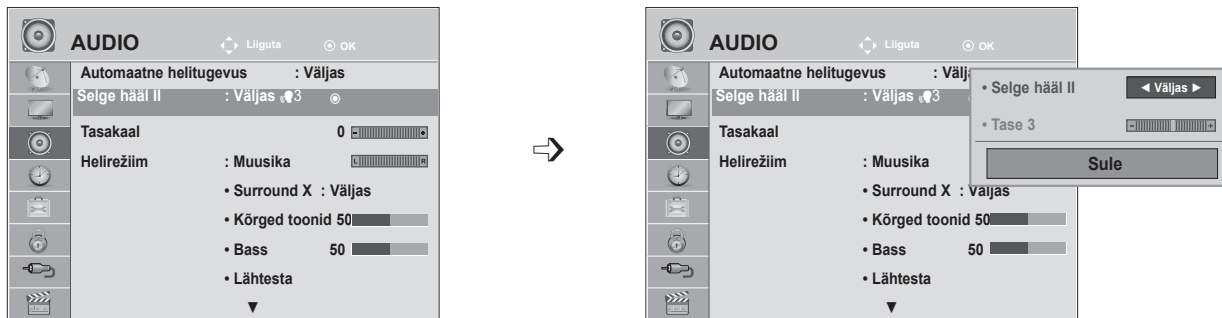 AUDIO Liiguta OK
Automaatne helitugevus : Väljas
Selge hääl II : Väljas 3
Tasakaal 0 - +
Helirežiim : Muusika L R
• Surround X : Väljas
• Kõrged toonid 50
• Bass 50
• Lähtesta
▼
AUDIO Liiguta OK
Automaatne helitugevus : Välj
Selge hääl II : Väljas 3
Tasakaal
Helirežiim : Muusika
• Surround X : Väljas
• Kõrged toonid 50
• Bass 50
• Lähtesta
▼
• Selge hääl II ◄ Väljas ►
• Tase 3 - +
Sule